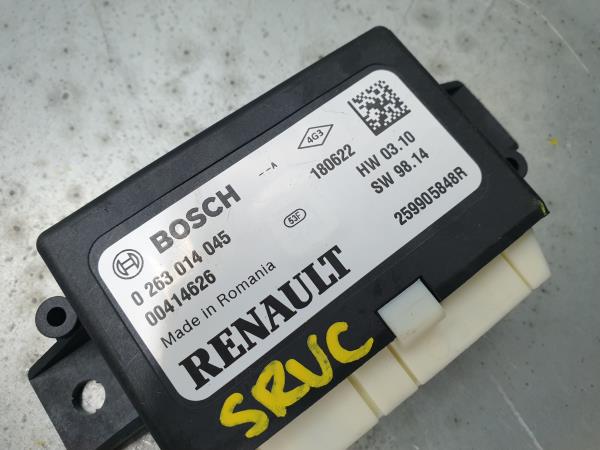 BOSCH
--A
4G3
0 263 014 045
180622
HW 03.10
00414626
53F
SW 98.14
Made in Romania
259905848R
RENAULT
SRVC